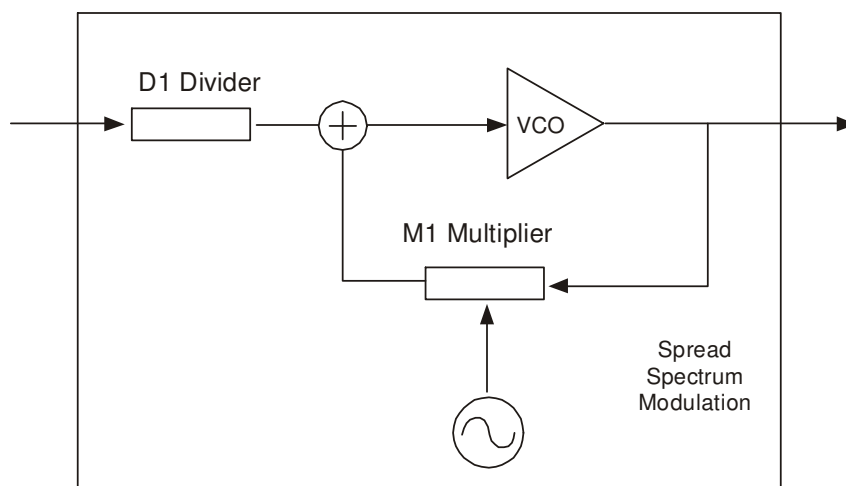 D1 Divider
VCO
M1 Multiplier
Spread
Spectrum
Modulation